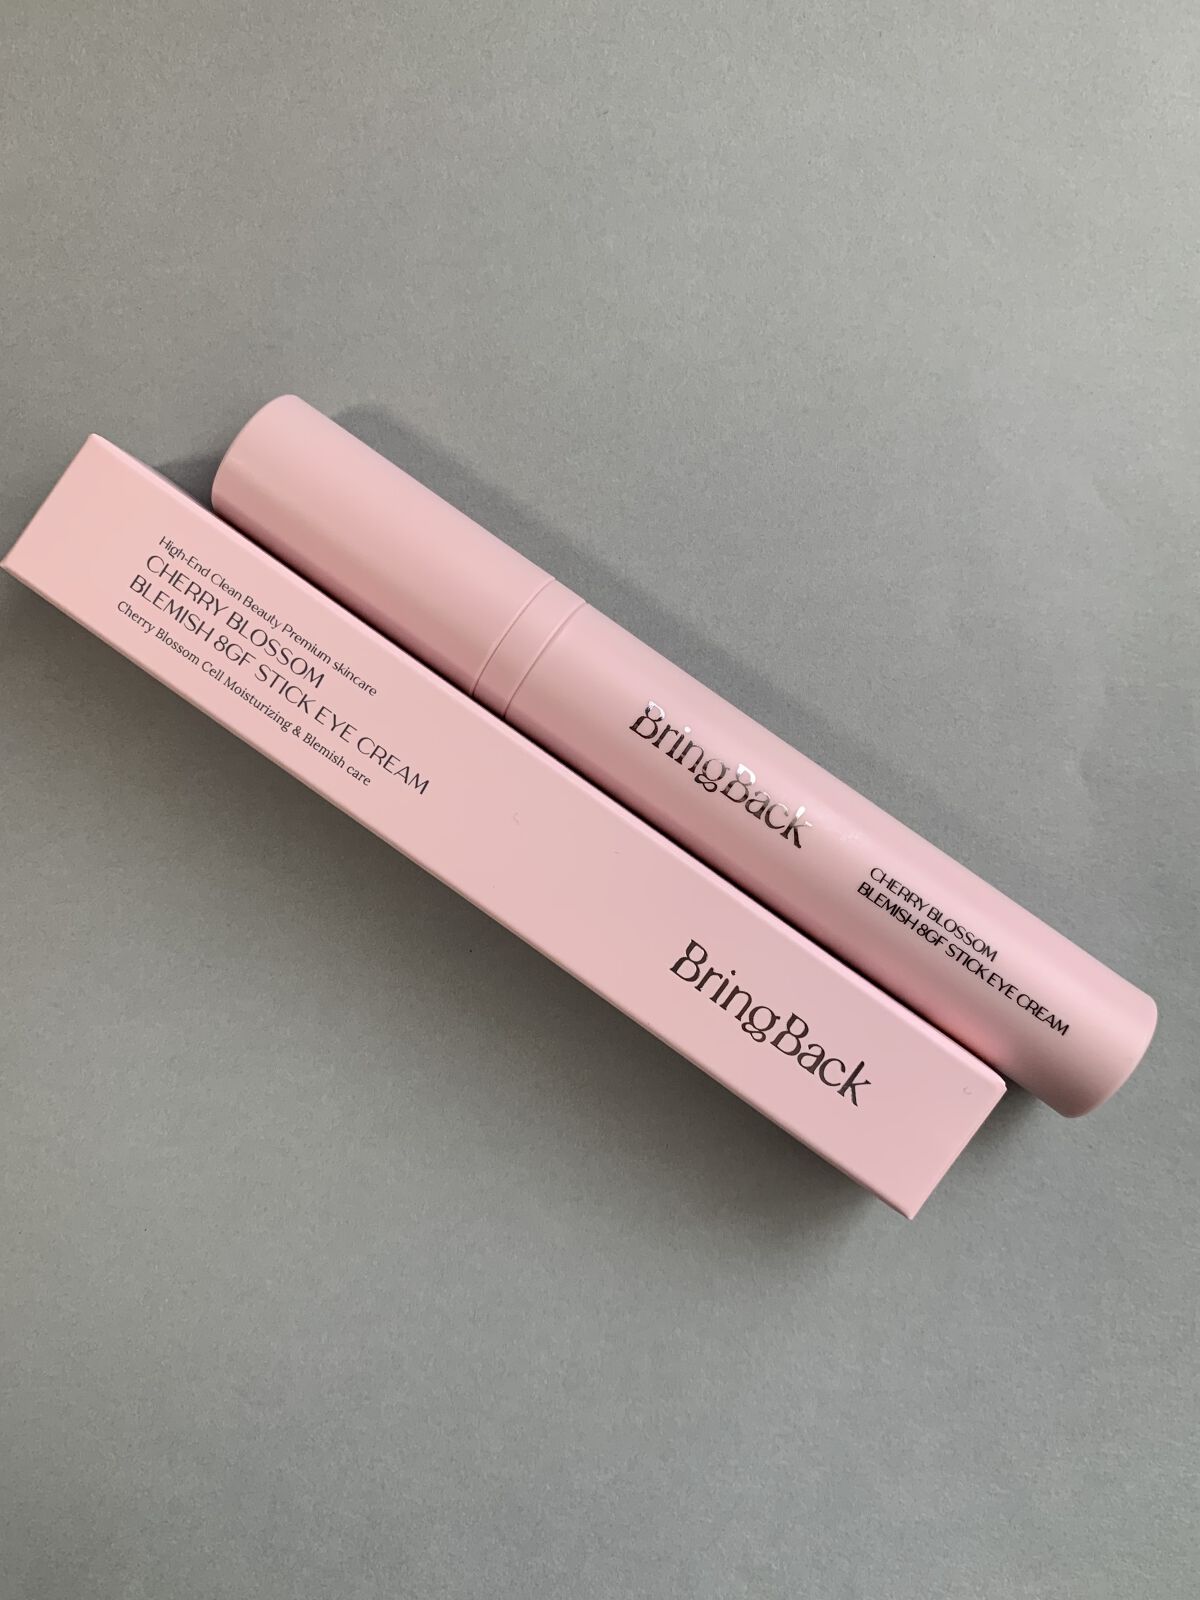 High-End Clean Beauty Premium skincare
CHERRY BLOSSOM
BLEMISH 8GF STICK EYE CREAM
Cherry Blossom Cell Moisturizing & Blemish care
BringBack
BringBack
CHERRY BLOSSOM
BLEMISH 8GF STICK EYE CREAM